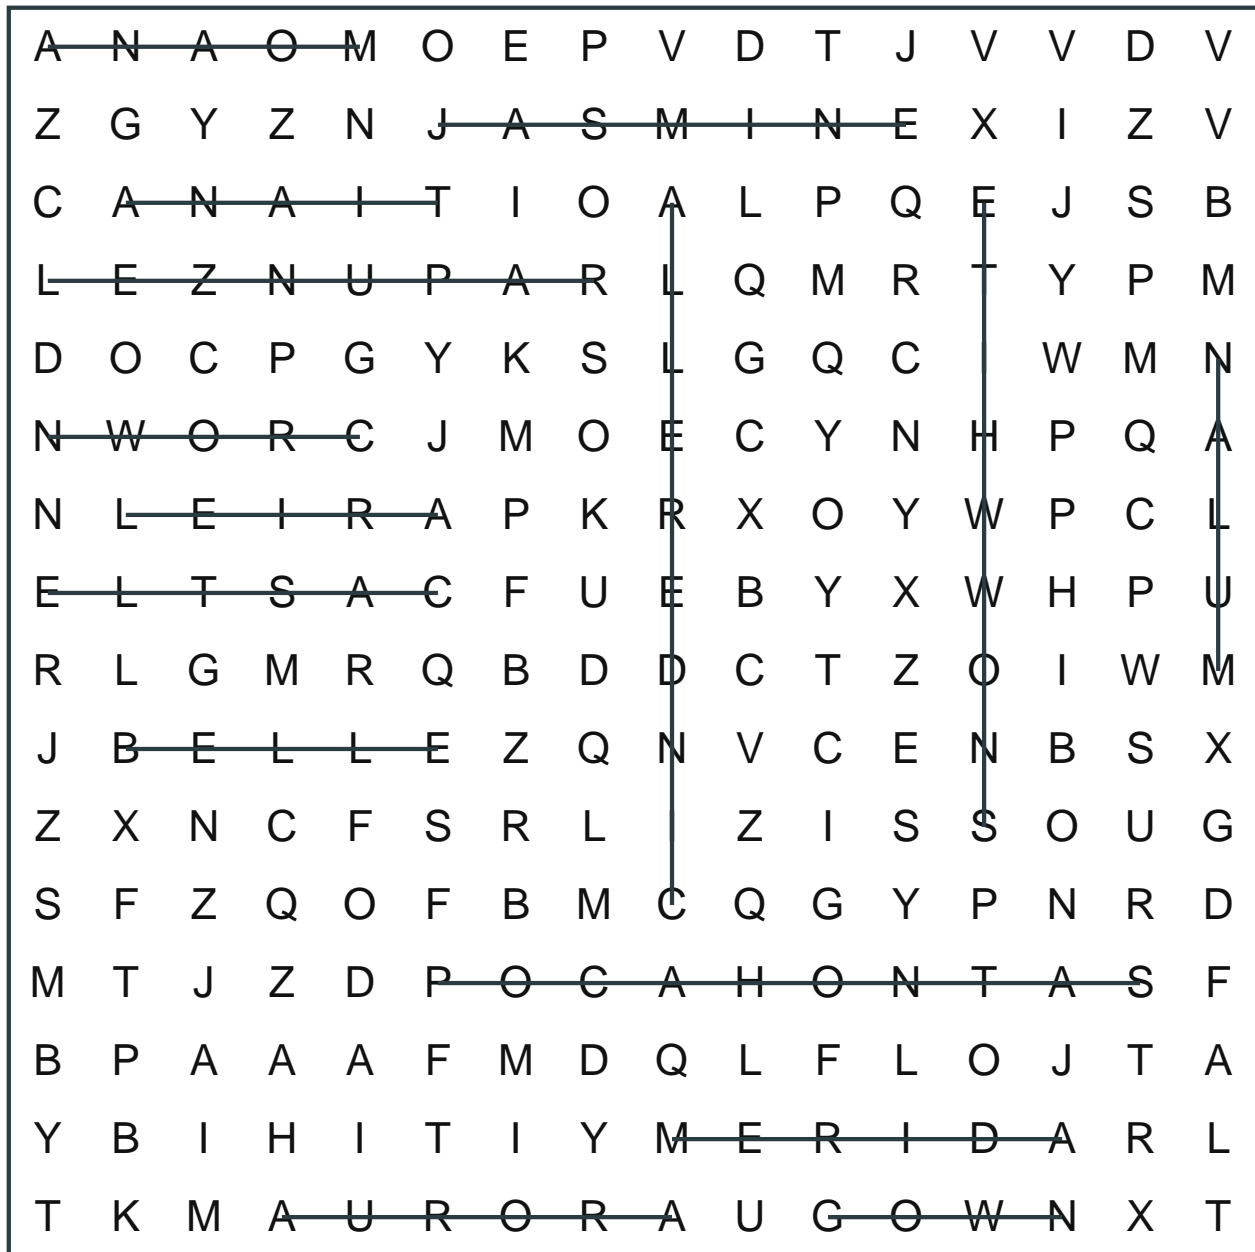 A N A O M O E P V D T J V V D V
Z G Y Z N J A S M I N E X I Z V
C A N A I T I O A L P Q E J S B
L E Z N U P A R L Q M R T Y P M
D O C P G Y K S L G Q C I W M N
N W O R C J M O E C Y N H P Q A
N L E I R A P K R X O Y W P C L
E L T S A C F U E B Y X W H P U
R L G M R Q B D D C T Z O I W M
J B E L L E Z Q N V C E N B S X
Z X N C F S R L I Z I S S O U G
S F Z Q O F B M C Q G Y P N R D
M T J Z D P O C A H O N T A S F
B P A A A F M D Q L F L O J T A
Y B I H I T I Y M E R I D A R L
T K M A U R O R A U G O W N X T